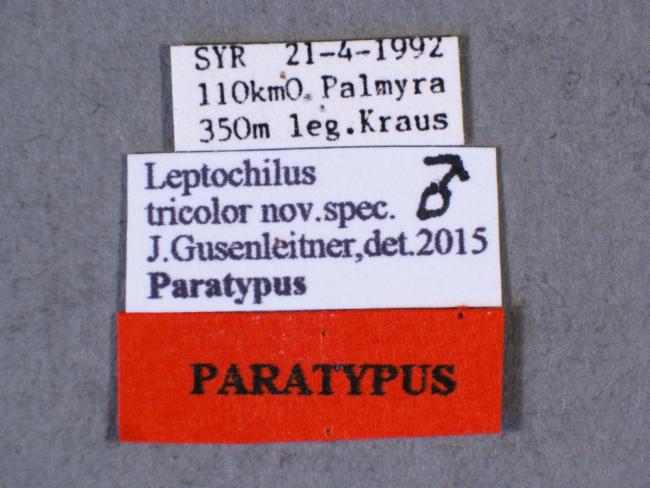 SYR 21-4-1992
110kmO. Palmyra
350m leg.Kraus
Leptochilus ♂
tricolor nov.spec.
J.Gusenleitner,det.2015
Paratypus
PARATYPUS